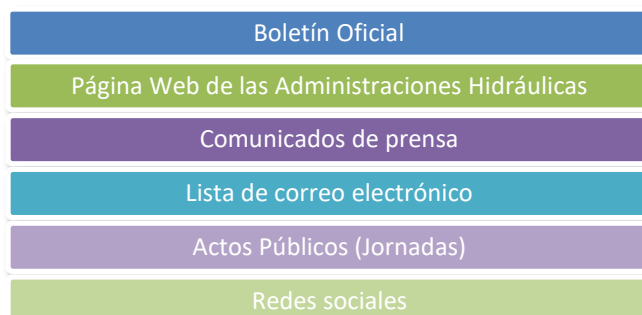 Boletín Oficial
Página Web de las Administraciones Hidráulicas
Comunicados de prensa
Lista de correo electrónico
Actos Públicos (Jornadas)
Redes sociales